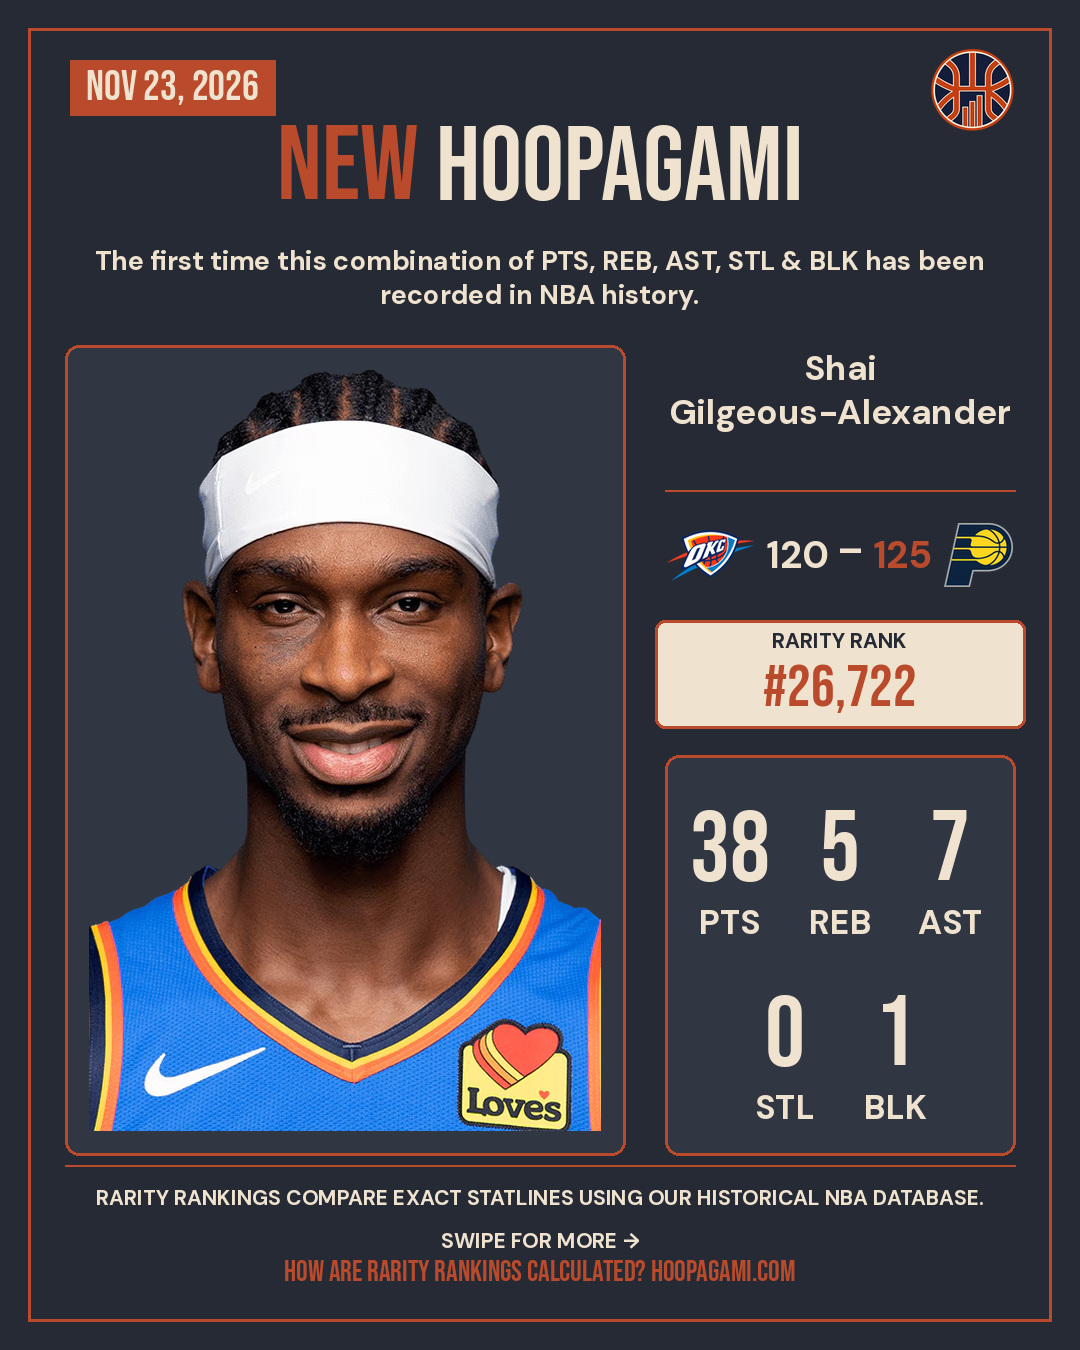 NOV 23, 2026
NEW HOOPAGAMI
The first time this combination of PTS, REB, AST, STL & BLK has been
recorded in NBA history.
Shai
Gilgeous-Alexander
OKC 120 – 125
RARITY RANK
#26,722
38 5 7
PTS REB AST
0 1
STL BLK
Love's
RARITY RANKINGS COMPARE EXACT STATLINES USING OUR HISTORICAL NBA DATABASE.
SWIPE FOR MORE →
HOW ARE RARITY RANKINGS CALCULATED? HOOPAGAMI.COM